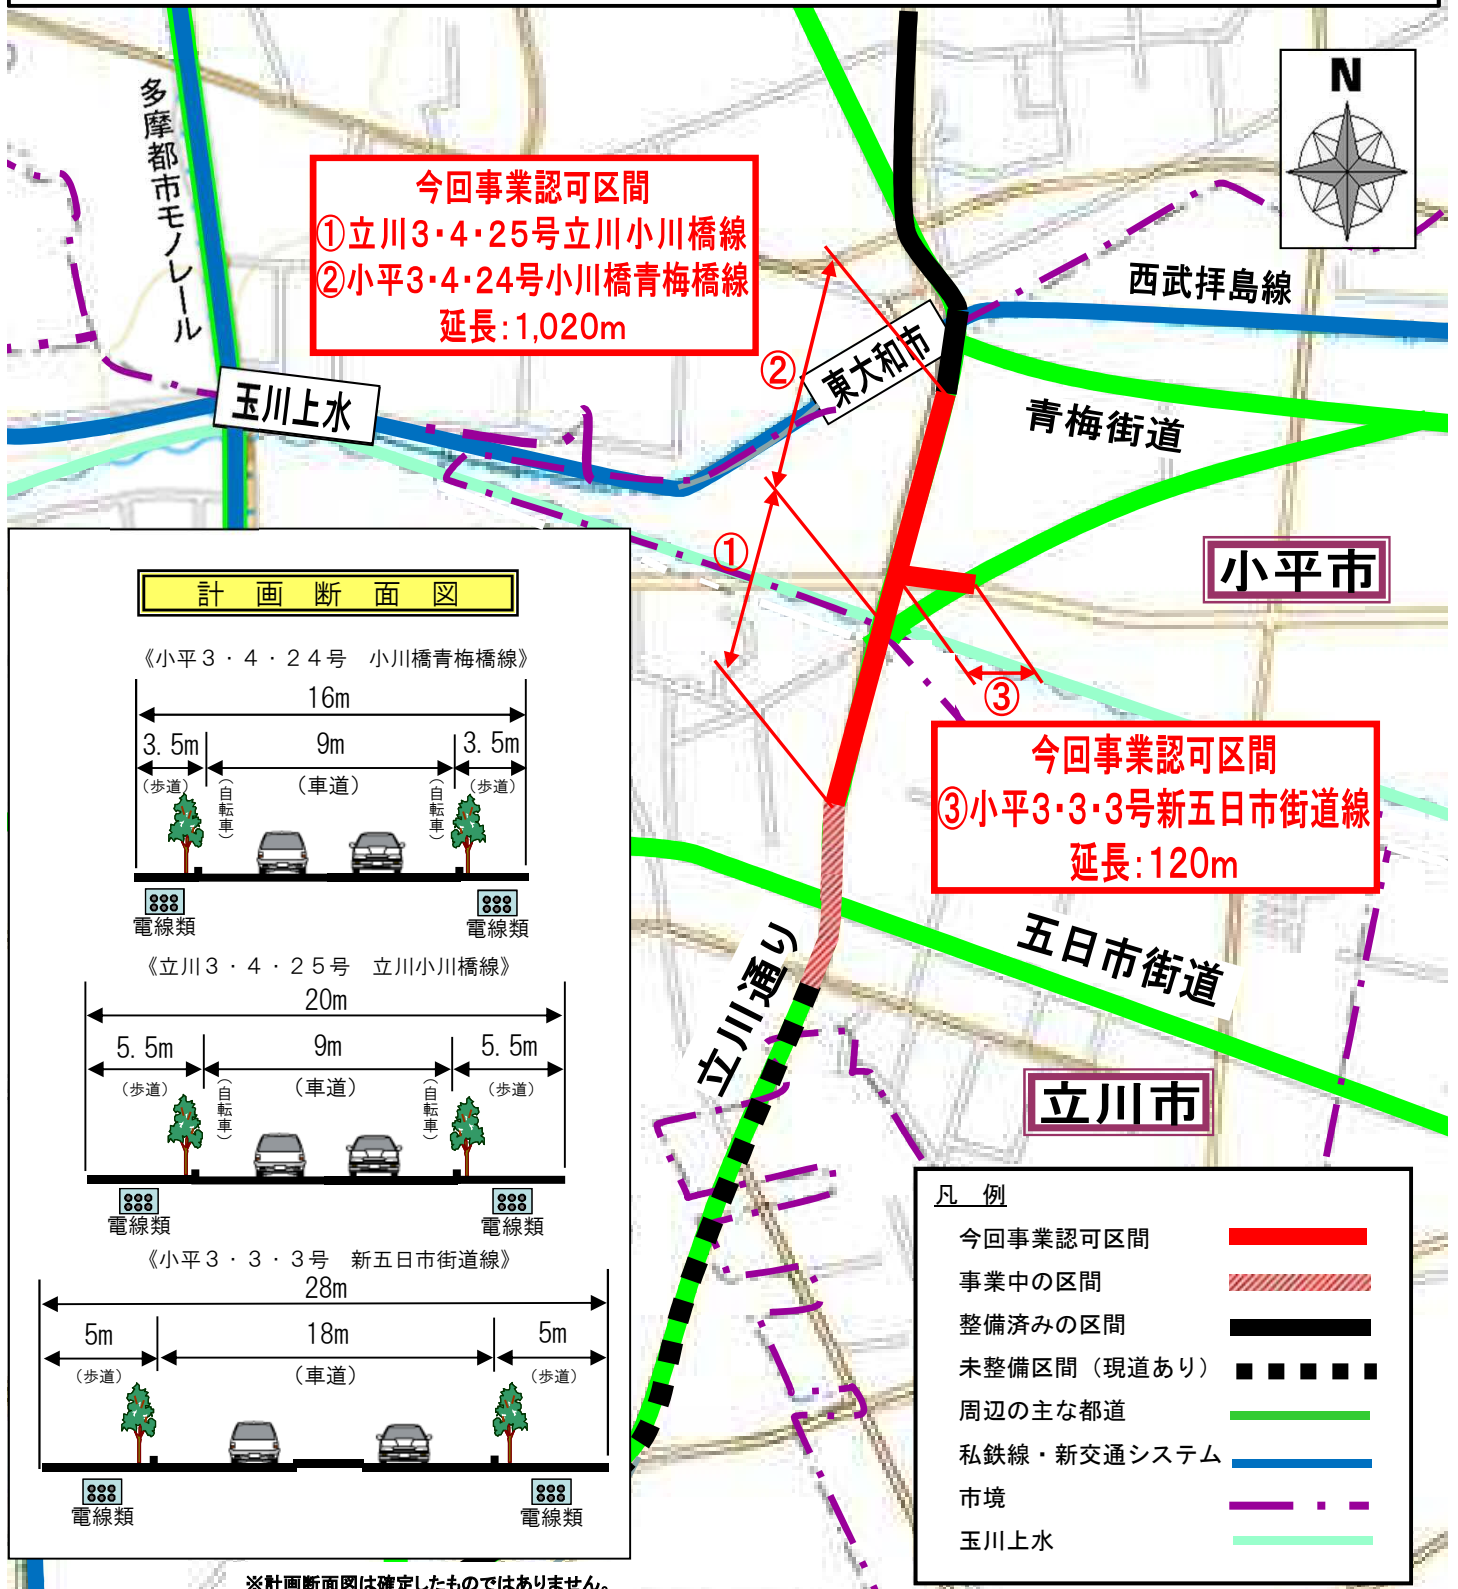 多摩都市モノレール
N
今回事業認可区間
①立川3・4・25号立川小川橋線
②小平3・4・24号小川橋青梅橋線
延長：1,020m
西武拝島線
②
東大和市
玉川上水
青梅街道
①
小平市
③
今回事業認可区間
③小平3・3・3号新五日市街道線
延長：120m
五日市街道
立川通り
立川市
計画断面図
《小平３・４・２４号　小川橋青梅橋線》
16m
3.5m 9m 3.5m
（歩道） （自転車） （車道） （自転車） （歩道）
電線類 電線類
《立川３・４・２５号　立川小川橋線》
20m
5.5m 9m 5.5m
（歩道） （自転車） （車道） （自転車） （歩道）
電線類 電線類
《小平３・３・３号　新五日市街道線》
28m
5m 18m 5m
（歩道） （車道） （歩道）
電線類 電線類
※計画断面図は確定したものではありません。
凡　例
今回事業認可区間
事業中の区間
整備済みの区間
未整備区間（現道あり）
周辺の主な都道
私鉄線・新交通システム
市境
玉川上水